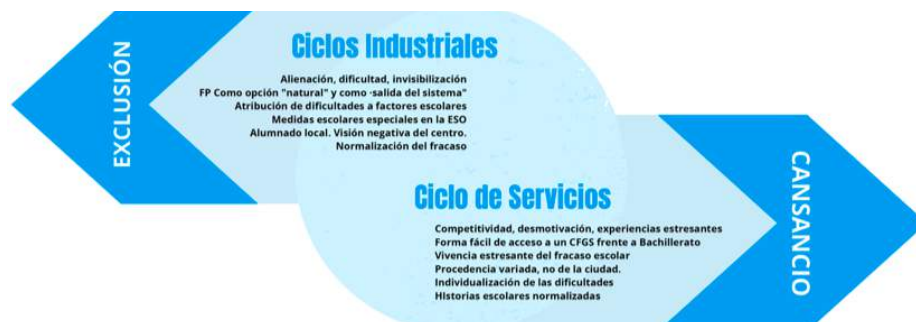 EXCLUSIÓN
Ciclos Industriales
Alienación, dificultad, invisibilización
FP Como opción "natural" y como ·salida del sistema"
Atribución de dificultades a factores escolares
Medidas escolares especiales en la ESO
Alumnado local. Visión negativa del centro.
Normalización del fracaso
Ciclo de Servicios
Competitividad, desmotivación, experiencias estresantes
Forma fácil de acceso a un CFGS frente a Bachillerato
Vivencia estresante del fracaso escolar
Procedencia variada, no de la ciudad.
Individualización de las dificultades
HIstorias escolares normalizadas
CANSANCIO